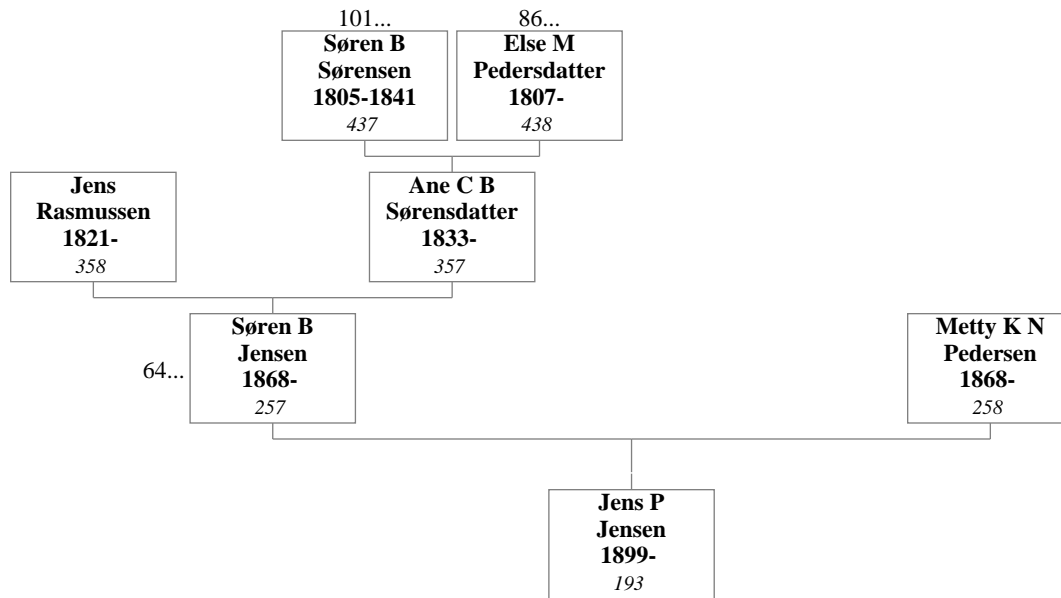 101...
86...
Søren B
Sørensen
1805-1841
437
Else M
Pedersdatter
1807-
438
Jens
Rasmussen
1821-
358
Ane C B
Sørensdatter
1833-
357
64...
Søren B
Jensen
1868-
257
Metty K N
Pedersen
1868-
258
Jens P
Jensen
1899-
193